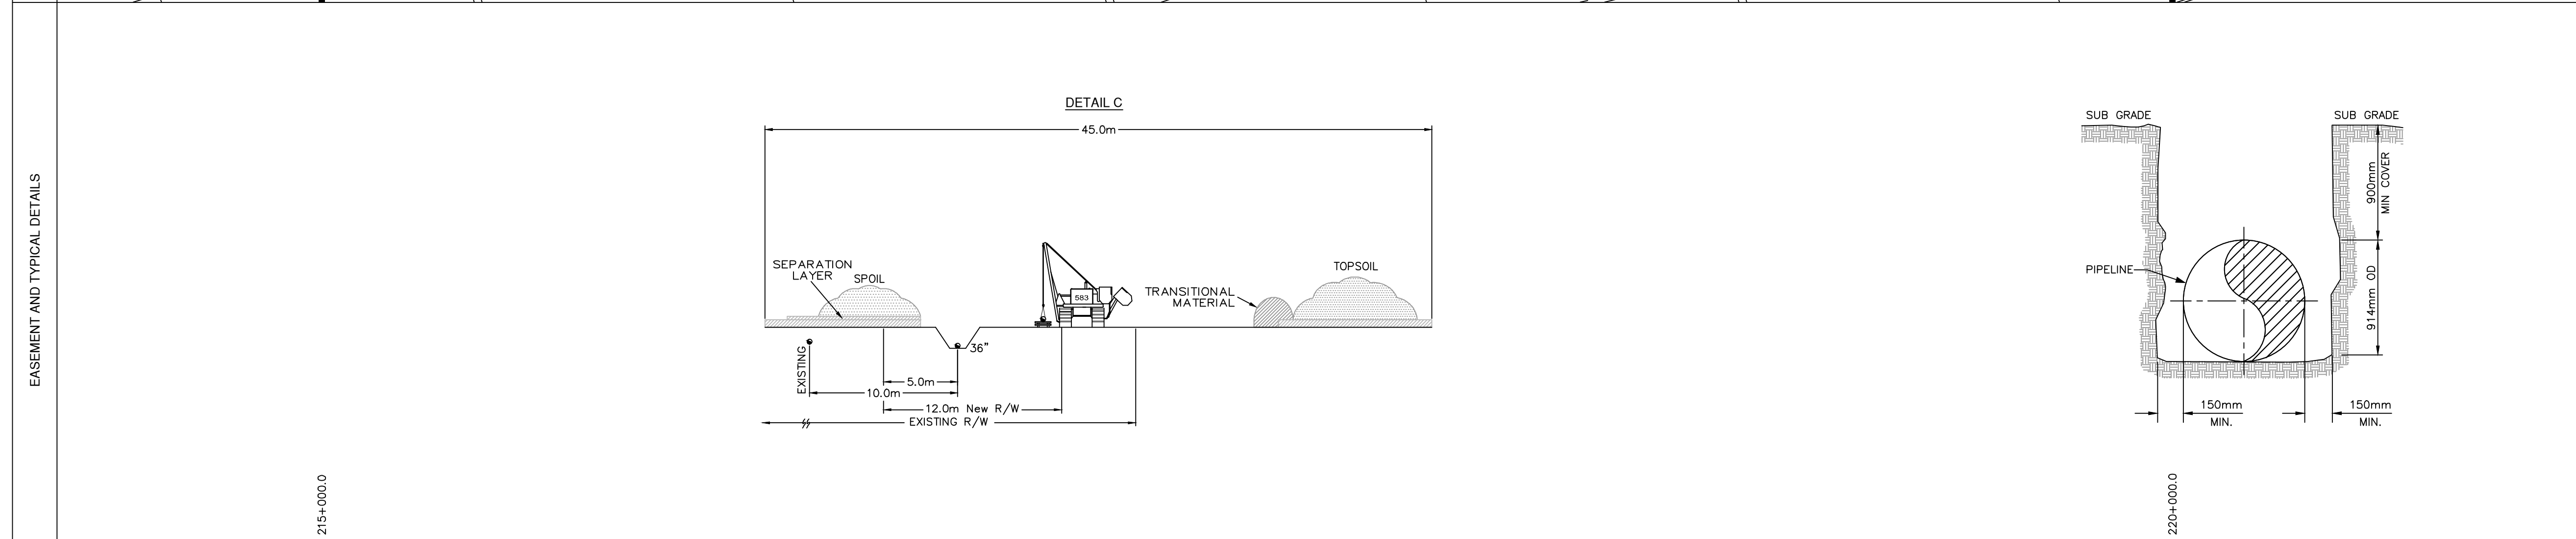 EASEMENT AND TYPICAL DETAILS
DETAIL C
45.0m
SEPARATION
LAYER
SPOIL
583
TRANSITIONAL
MATERIAL
TOPSOIL
EXISTING
36"
5.0m
10.0m
12.0m New R/W
EXISTING R/W
SUB GRADE
SUB GRADE
900mm
MIN COVER
PIPELINE
914mm OD
150mm
MIN.
150mm
MIN.
215+000.0
220+000.0